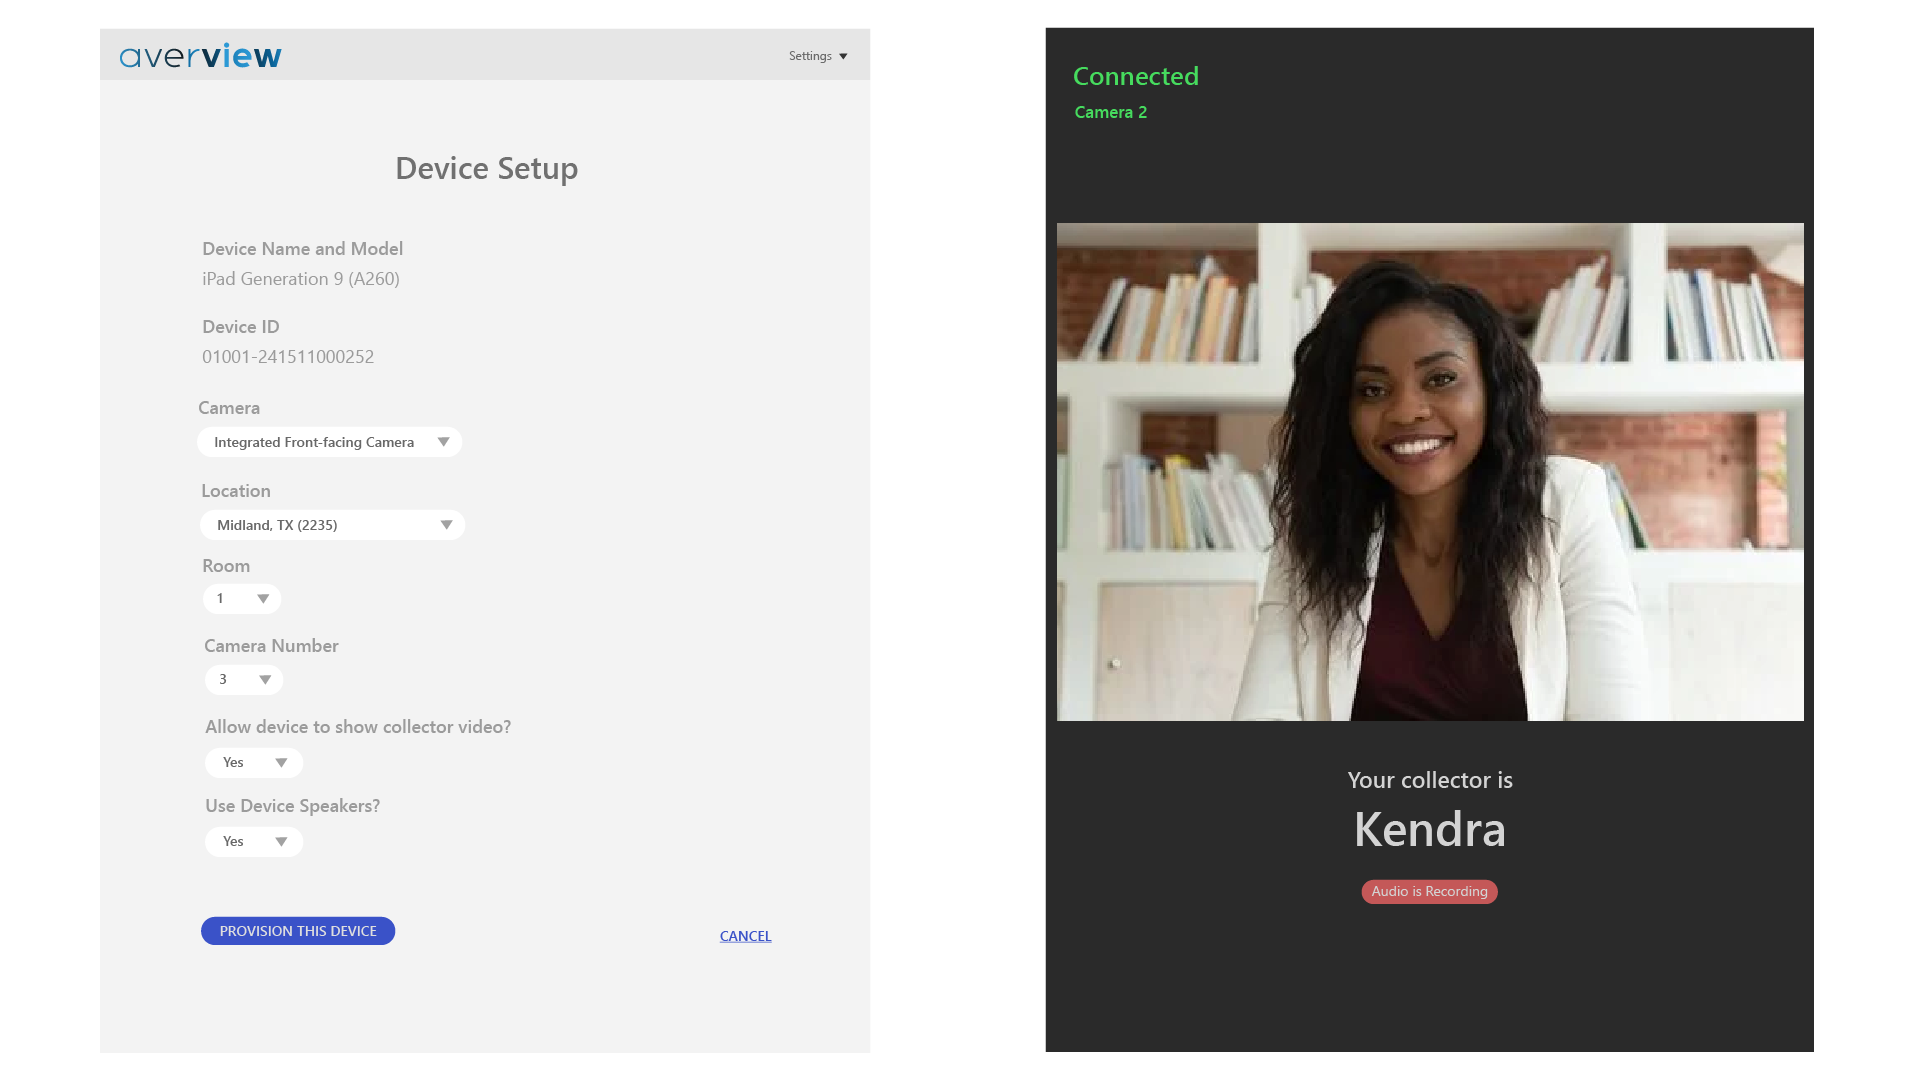 averview
Settings
Device Setup
Device Name and Model
iPad Generation 9 (A260)
Device ID
01001-241511000252
Camera
Integrated Front-facing Camera
Location
Midland, TX (2235)
Room
1
Camera Number
3
Allow device to show collector video?
Yes
Use Device Speakers?
Yes
PROVISION THIS DEVICE
CANCEL
Connected
Camera 2
Your collector is
Kendra
Audio is Recording